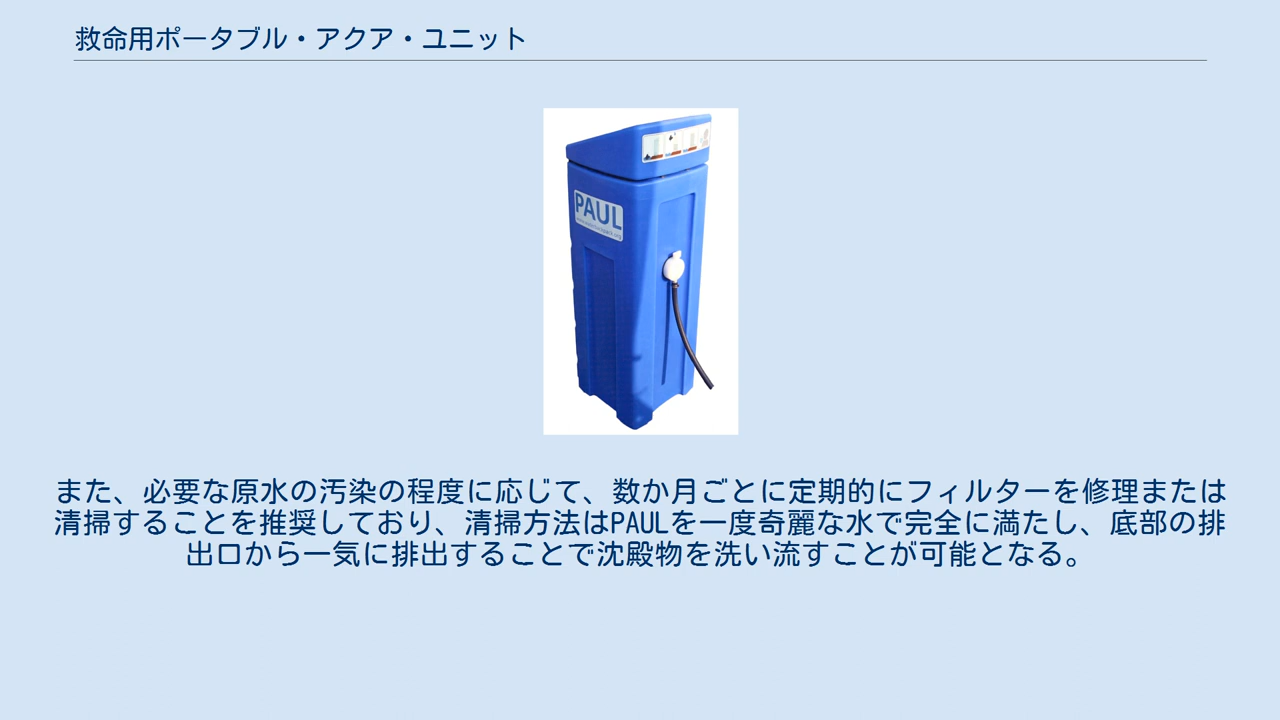 救命用ポータブル・アクア・ユニット
PAUL
また、必要な原水の汚染の程度に応じて、数か月ごとに定期的にフィルターを修理または
清掃することを推奨しており、清掃方法はPAULを一度奇麗な水で完全に満たし、底部の排
出口から一気に排出することで沈殿物を洗い流すことが可能となる。